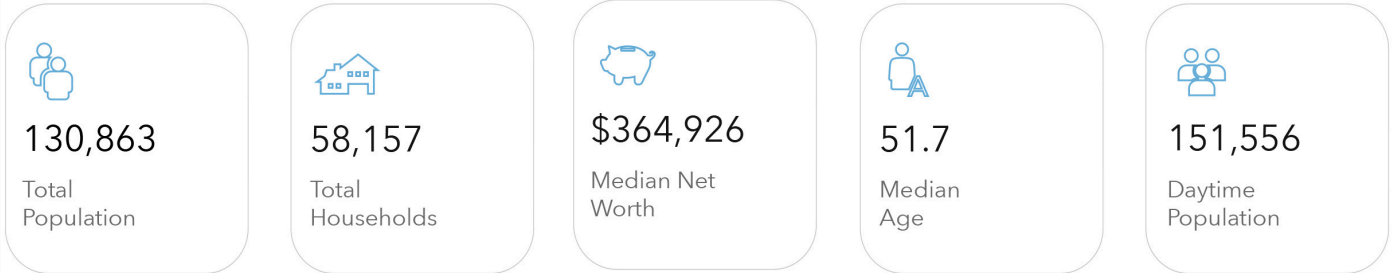 130,863
Total
Population
58,157
Total
Households
$364,926
Median Net
Worth
A
51.7
Median
Age
151,556
Daytime
Population